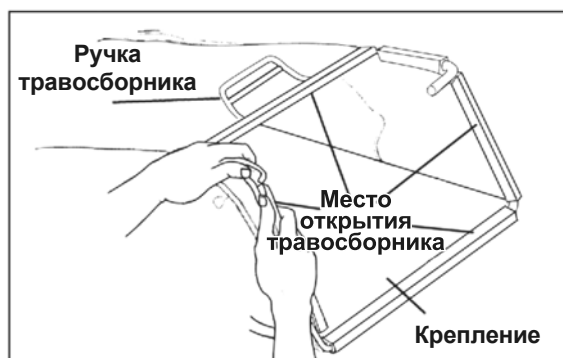 Ручка
травосборника
Место
открытия
травосборника
Крепление